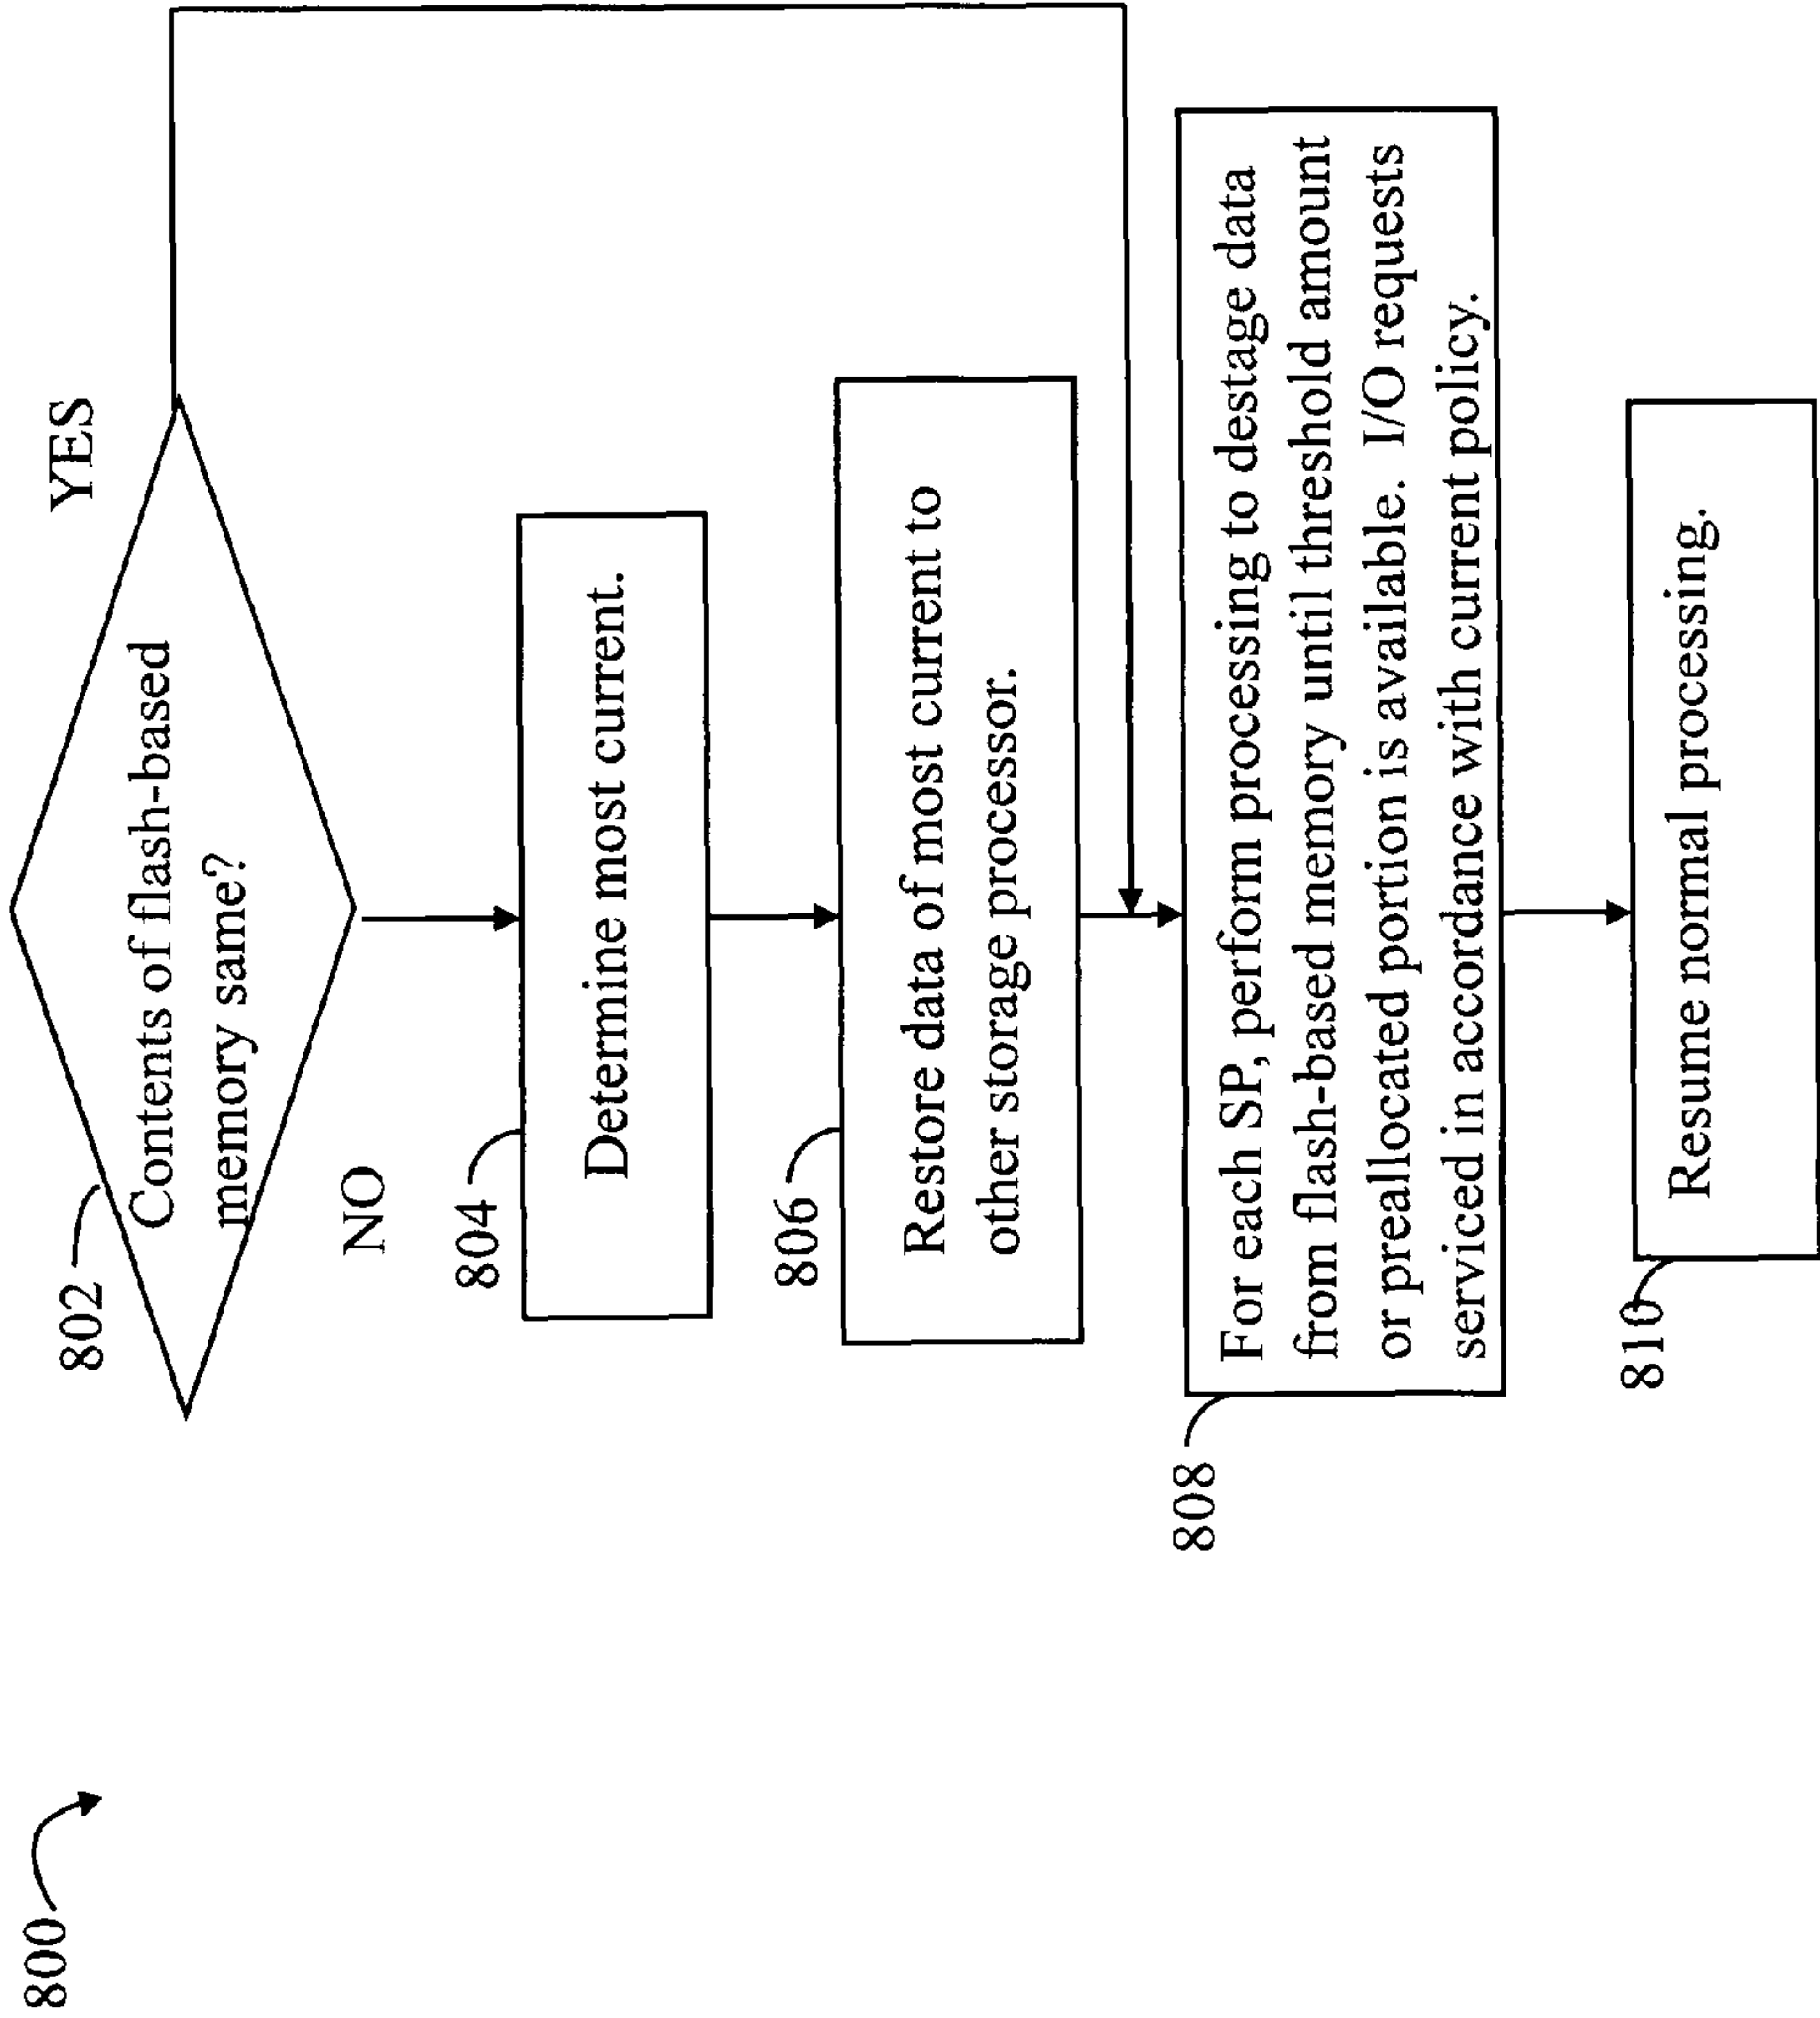 800
802
Contents of flash-based
memory same?
YES
NO
804
Determine most current.
806
Restore data of most current to
other storage processor.
808
For each SP, perform processing to destage data
from flash-based memory until threshold amount
or preallocated portion is available.  I/O requests
serviced in accordance with current policy.
810
Resume normal processing.